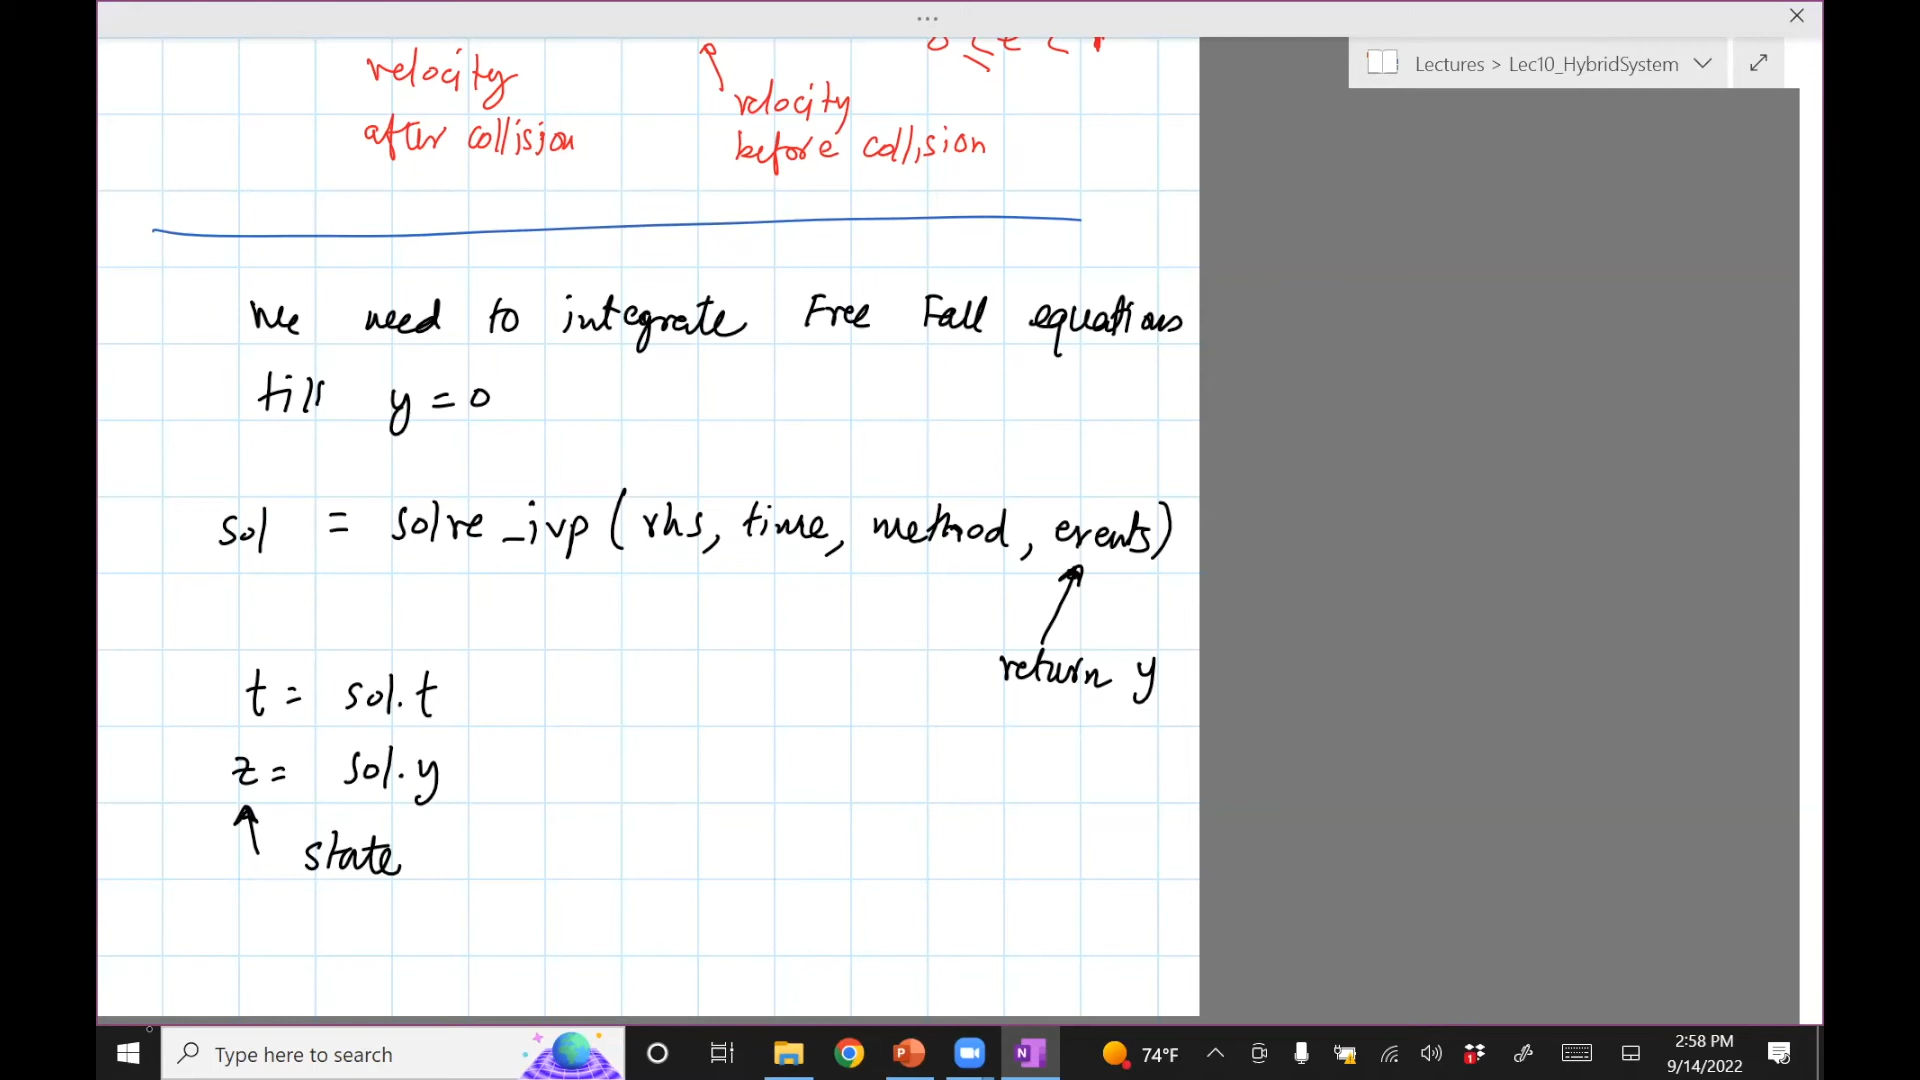 Lectures > Lec10_HybridSystem
velocity
after collision
velocity
before collision
We need to integrate Free Fall equations
till y = 0
sol = solve_ivp (rhs, time, method, events)
return y
t = sol.t
z = sol.y
state
Type here to search
74°F
2:58 PM
9/14/2022